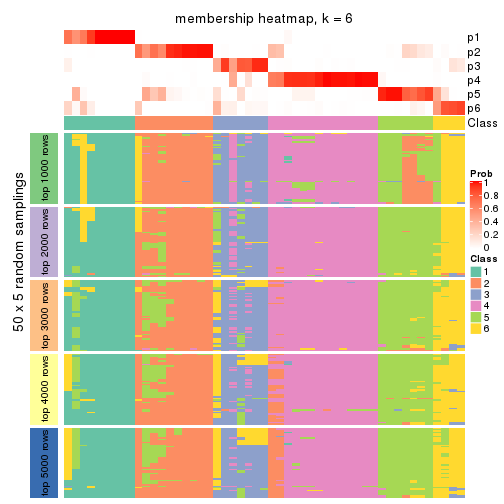 membership heatmap, k = 6
p1
p2
p3
p4
p5
p6
Class
50 x 5 random samplings
top 1000 rows
top 2000 rows
top 3000 rows
top 4000 rows
top 5000 rows
Prob
1
0.8
0.6
0.4
0.2
0
Class
1
2
3
4
5
6